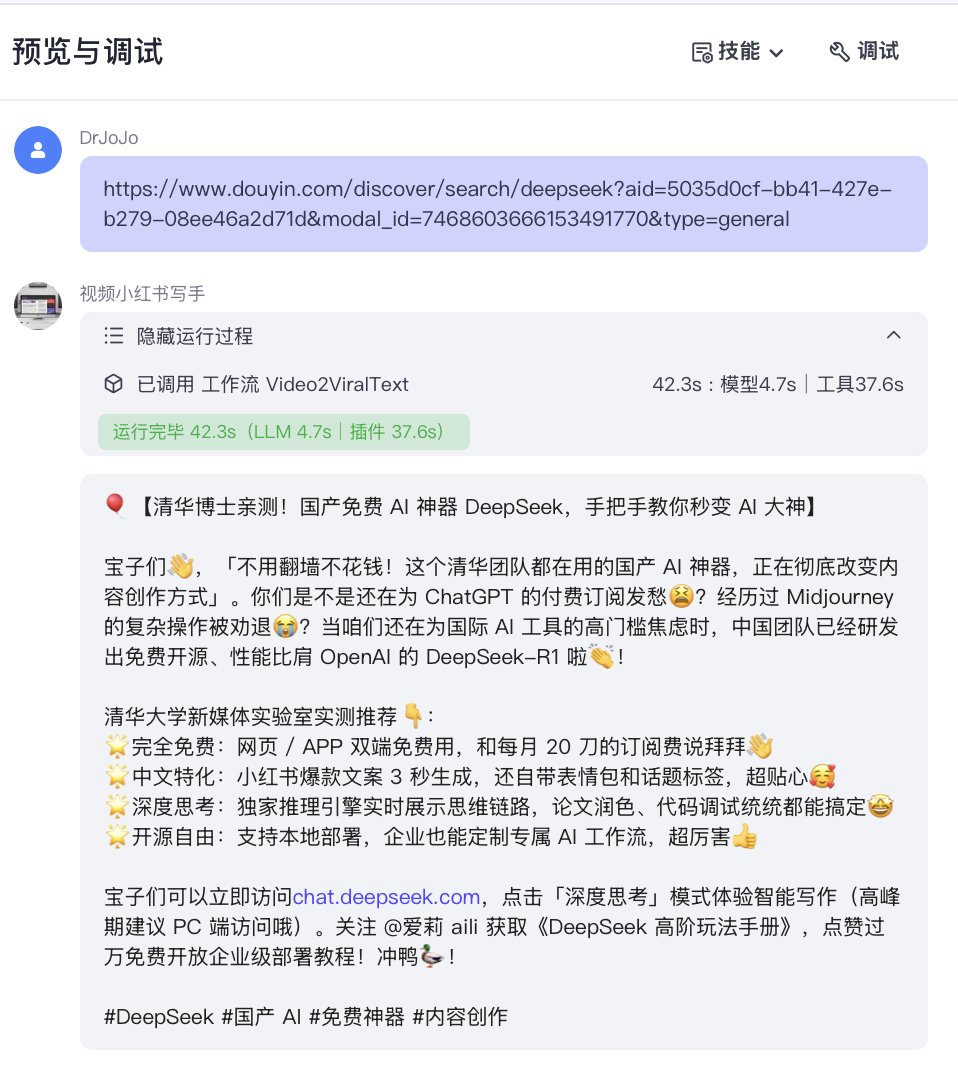 预览与调试
技能
调试
DrJoJo
https://www.douyin.com/discover/search/deepseek?aid=5035d0cf-bb41-427e-
b279-08ee46a2d71d&modal_id=7468603666153491770&type=general
视频小红书写手
隐藏运行过程
已调用 工作流 Video2ViralText
42.3s : 模型4.7s | 工具37.6s
运行完毕 42.3s（LLM 4.7s | 插件 37.6s）
🎈【清华博士亲测！国产免费 AI 神器 DeepSeek，手把手教你秒变 AI 大神】
宝子们👋，「不用翻墙不花钱！这个清华团队都在用的国产 AI 神器，正在彻底改变内
容创作方式」。你们是不是还在为 ChatGPT 的付费订阅发愁😫？经历过 Midjourney
的复杂操作被劝退😭？当咱们还在为国际 AI 工具的高门槛焦虑时，中国团队已经研发
出免费开源、性能比肩 OpenAI 的 DeepSeek-R1 啦👏！
清华大学新媒体实验室实测推荐👇：
🌟完全免费：网页 / APP 双端免费用，和每月 20 刀的订阅费说拜拜👋
🌟中文特化：小红书爆款文案 3 秒生成，还自带表情包和话题标签，超贴心🥰
🌟深度思考：独家推理引擎实时展示思维链路，论文润色、代码调试统统都能搞定🤩
🌟开源自由：支持本地部署，企业也能定制专属 AI 工作流，超厉害👍
宝子们可以立即访问chat.deepseek.com，点击「深度思考」模式体验智能写作（高峰
期建议 PC 端访问哦）。关注 @爱莉 aili 获取《DeepSeek 高阶玩法手册》，点赞过
万免费开放企业级部署教程！冲鸭🦆！
#DeepSeek #国产 AI #免费神器 #内容创作